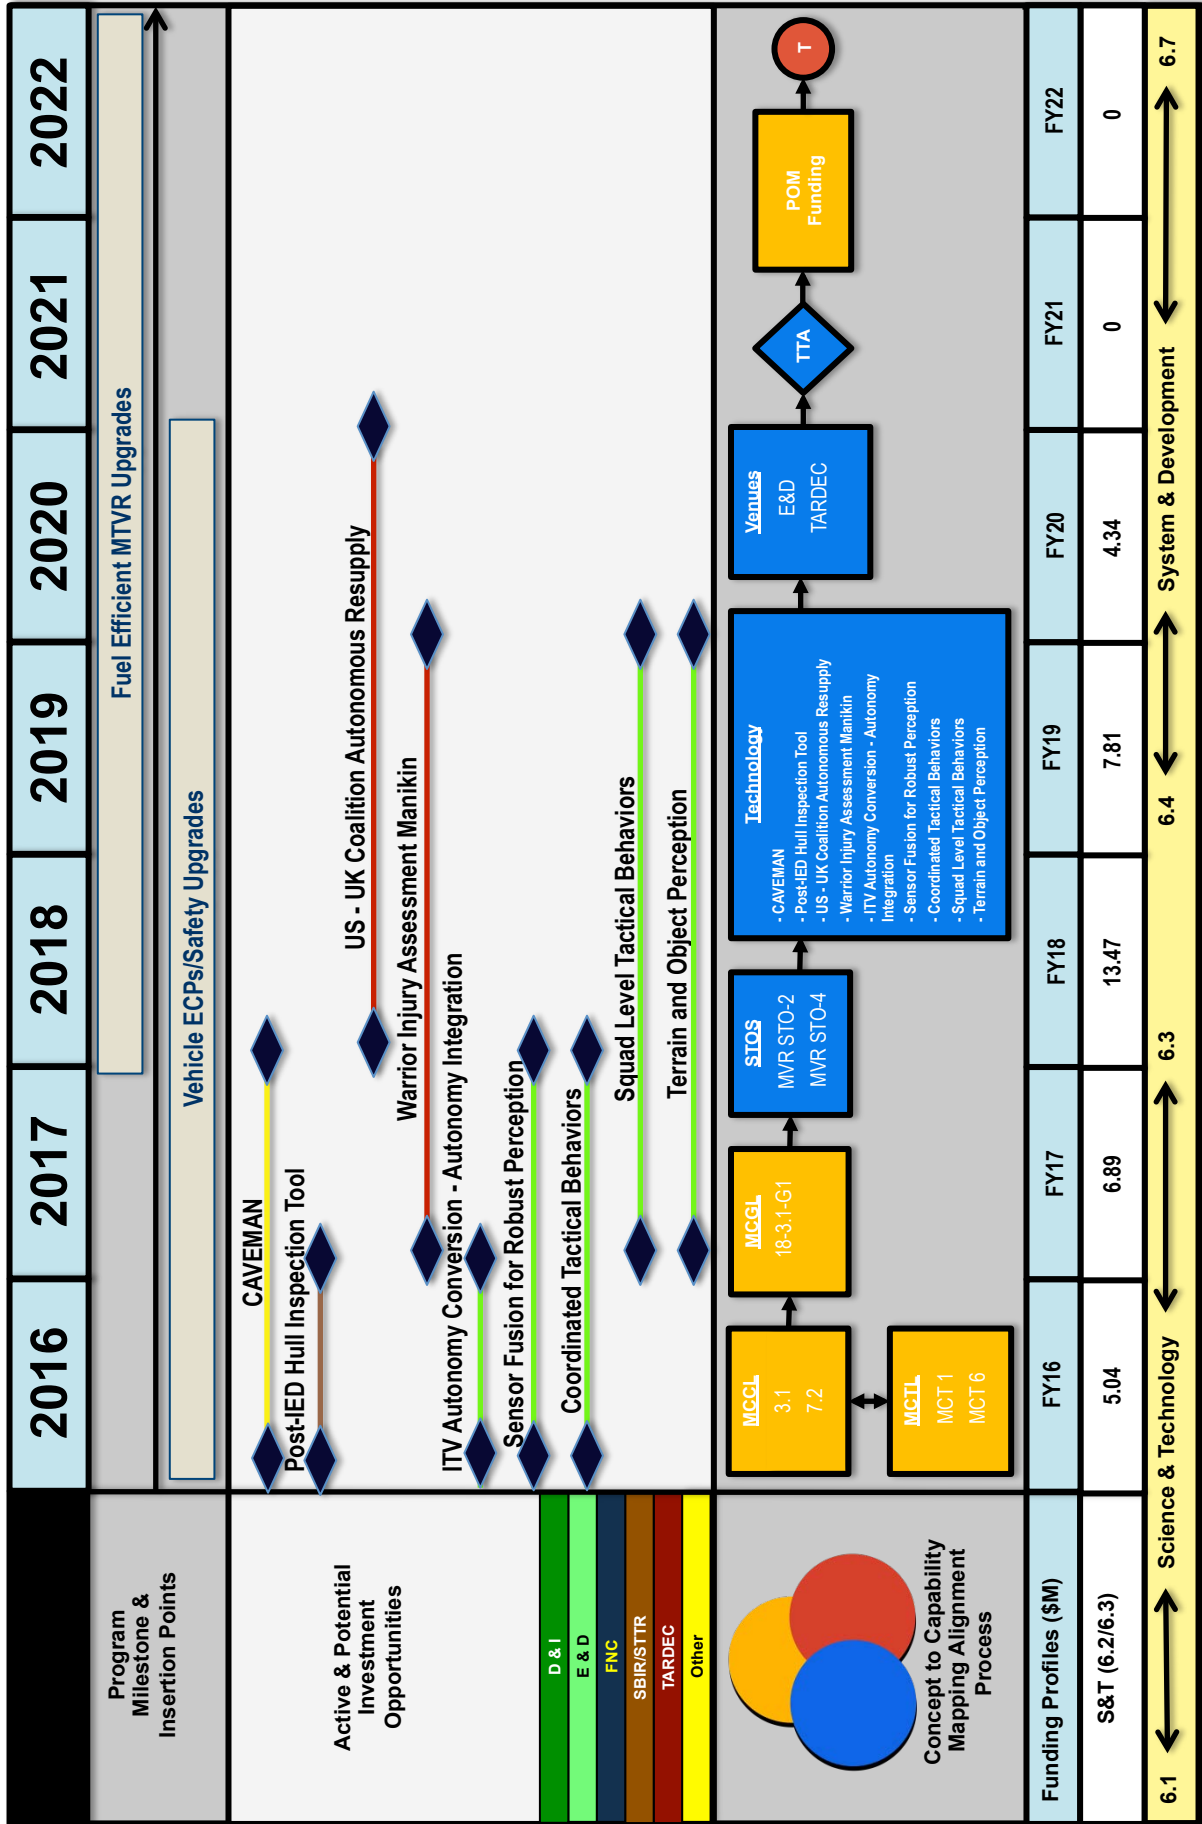 2016
2017
2018
2019
2020
2021
2022
Program
Milestone &
Insertion Points
Fuel Efficient MTVR Upgrades
Vehicle ECPs/Safety Upgrades
Active & Potential
Investment
Opportunities
CAVEMAN
Post-IED Hull Inspection Tool
US - UK Coalition Autonomous Resupply
Warrior Injury Assessment Manikin
ITV Autonomy Conversion - Autonomy Integration
Sensor Fusion for Robust Perception
Coordinated Tactical Behaviors
Squad Level Tactical Behaviors
Terrain and Object Perception
D & I
E & D
FNC
SBIR/STTR
TARDEC
Other
Concept to Capability
Mapping Alignment
Process
MCCL
3.1
7.2
MCTL
MCT 1
MCT 6
MCGL
18-3.1-G1
STOS
MVR STO-2
MVR STO-4
Technology
- CAVEMAN
- Post-IED Hull Inspection Tool
- US - UK Coalition Autonomous Resupply
- Warrior Injury Assessment Manikin
- ITV Autonomy Conversion - Autonomy
Integration
- Sensor Fusion for Robust Perception
- Coordinated Tactical Behaviors
- Squad Level Tactical Behaviors
- Terrain and Object Perception
Venues
E&D
TARDEC
TTA
POM
Funding
T
Funding Profiles ($M)
FY16
FY17
FY18
FY19
FY20
FY21
FY22
S&T (6.2/6.3)
5.04
6.89
13.47
7.81
4.34
0
0
6.1
Science & Technology
6.3
6.4
System & Development
6.7